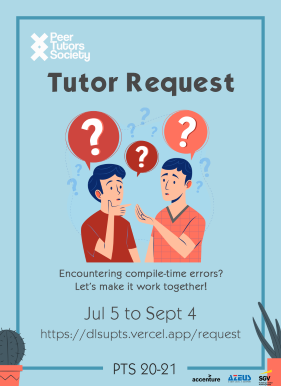 Peer
Tutors
Society
Tutor Request
?
?
?
Encountering compile-time errors?
Let's make it work together!
Jul 5 to Sept 4
https://dlsupts.vercel.app/request
PTS 20-21
accenture
SGV